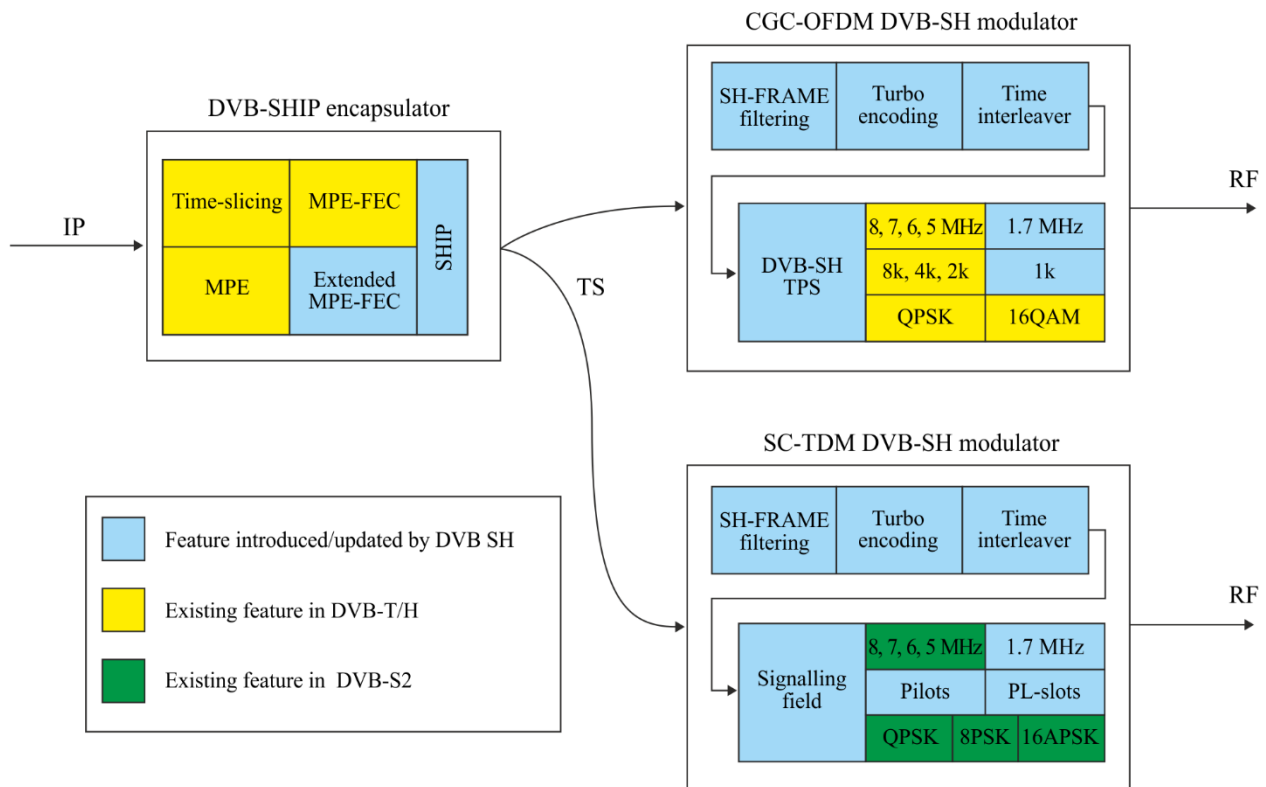 CGC-OFDM DVB-SH modulator
SH-FRAME
filtering
Turbo
encoding
Time
interleaver
DVB-SH
TPS
8, 7, 6, 5 MHz
1.7 MHz
8k, 4k, 2k
1k
QPSK
16QAM
RF
DVB-SHIP encapsulator
IP
Time-slicing
MPE-FEC
MPE
Extended
MPE-FEC
SHIP
TS
SC-TDM DVB-SH modulator
SH-FRAME
filtering
Turbo
encoding
Time
interleaver
Signalling
field
8, 7, 6, 5 MHz
1.7 MHz
Pilots
PL-slots
QPSK
8PSK
16APSK
RF
Feature introduced/updated by DVB SH
Existing feature in DVB-T/H
Existing feature in DVB-S2